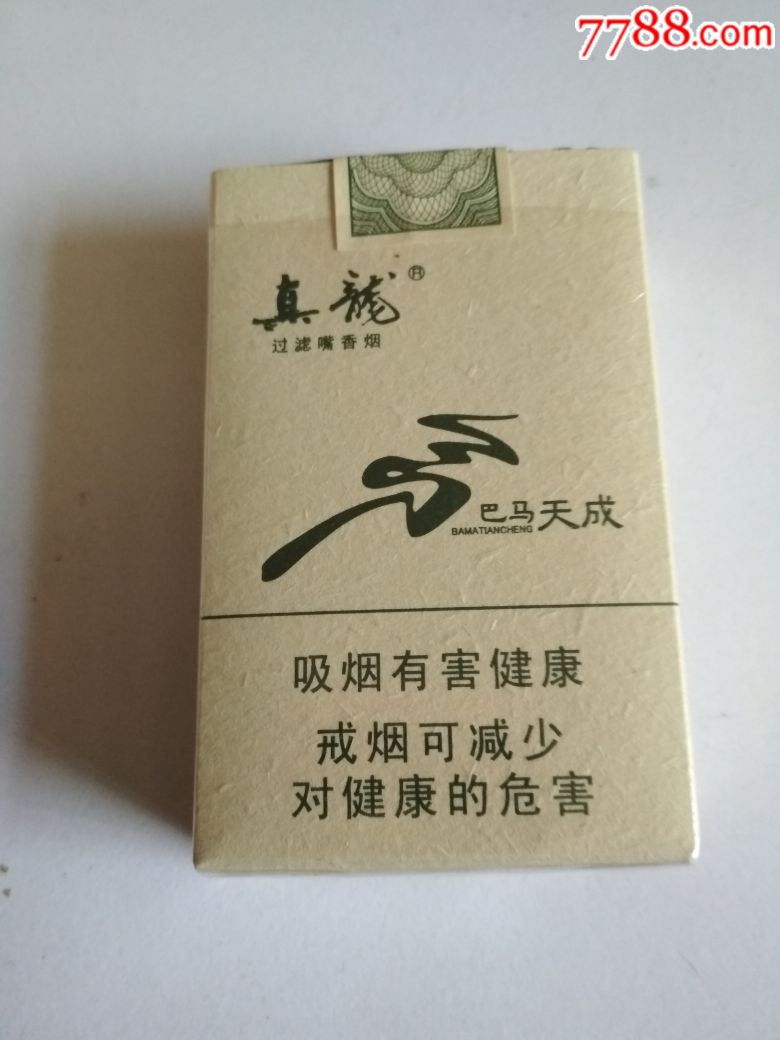 7788.com
真龍®
过滤嘴香烟
巴马天成
BAMATIANCHENG
吸烟有害健康
戒烟可减少
对健康的危害